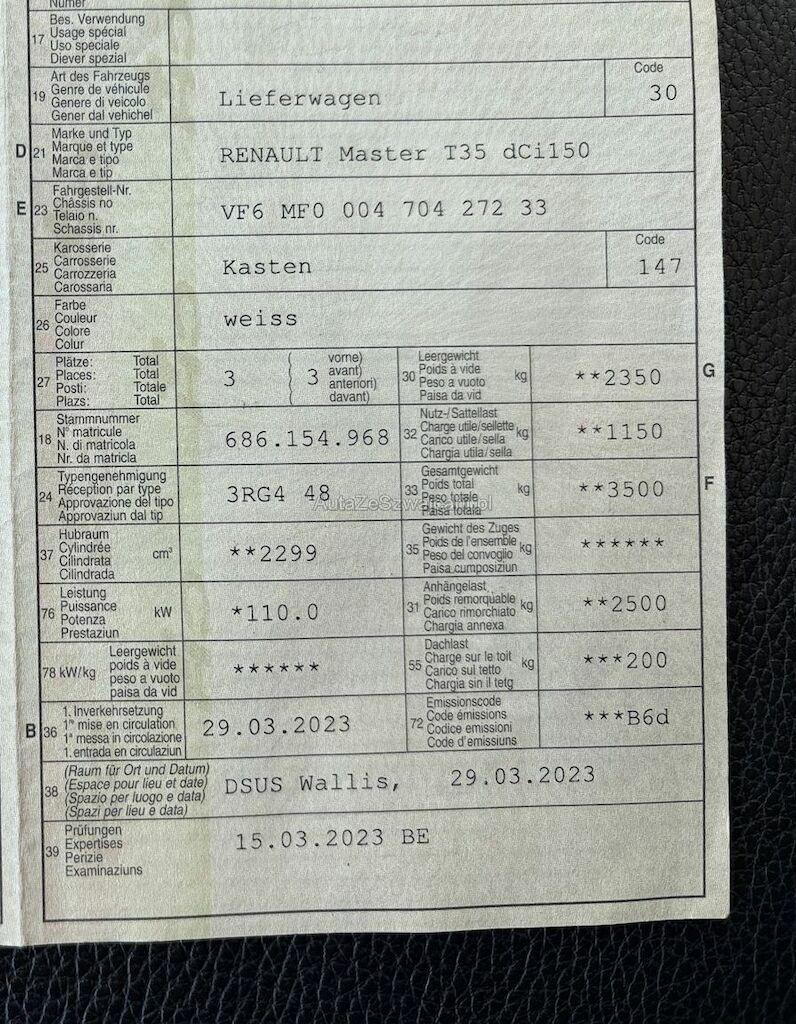 Numer
17
Bes. Verwendung
Usage spécial
Uso speciale
Diever spezial
19
Art des Fahrzeugs
Genre de véhicule
Genere di veicolo
Gener dal vehichel
Lieferwagen
Code
30
D
21
Marke und Typ
Marque et type
Marca e tipo
Marca e tip
RENAULT Master T35 dCi150
E
23
Fahrgestell-Nr.
Châssis no
Telaio n.
Schassis nr.
VF6 MF0 004 704 272 33
25
Karosserie
Carrosserie
Carrozzeria
Carossaria
Kasten
Code
147
26
Farbe
Couleur
Colore
Colur
weiss
27
Plätze: Total
Places: Total
Posti: Totale
Plazs: Total
3
3
vorne)
avant)
anteriori)
davant)
30
Leergewicht
Poids à vide
Peso a vuoto
Paisa da vid
kg
**2350
G
18
Stammnummer
N° matricule
N. di matricola
Nr. da matricla
686.154.968
32
Nutz-/Sattellast
Charge utile/sellette
Carico utile/sella
Chargia utila/sella
kg
**1150
24
Typengenehmigung
Réception par type
Approvazione del tipo
Approvaziun dal tip
3RG4 48
33
Gesamtgewicht
Poids total
Peso totale
Paisa totala
kg
**3500
F
37
Hubraum
Cylindrée
Cilindrata
Cilindrada
cm³
**2299
35
Gewicht des Zuges
Poids de l'ensemble
Peso del convoglio
Paisa cumposiziun
kg
******
76
Leistung
Puissance
Potenza
Prestaziun
kW
*110.0
31
Anhängelast
Poids remorquable
Carico rimorchiato
Chargia annexa
kg
**2500
78 kW/kg
Leergewicht
poids à vide
peso a vuoto
paisa da vid
******
55
Dachlast
Charge sur le toit
Carico sul tetto
Chargia sin il tetg
kg
***200
B
36
1. Inverkehrsetzung
1re mise en circulation
1a messa in circolazione
1. entrada en circulaziun
29.03.2023
72
Emissionscode
Code émissions
Codice emissioni
Code d'emissiuns
***B6d
38
(Raum für Ort und Datum)
(Espace pour lieu et date)
(Spazio per luogo e data)
(Spazi per lieu e data)
DSUS Wallis, 29.03.2023
39
Prüfungen
Expertises
Perizie
Examinaziuns
15.03.2023 BE